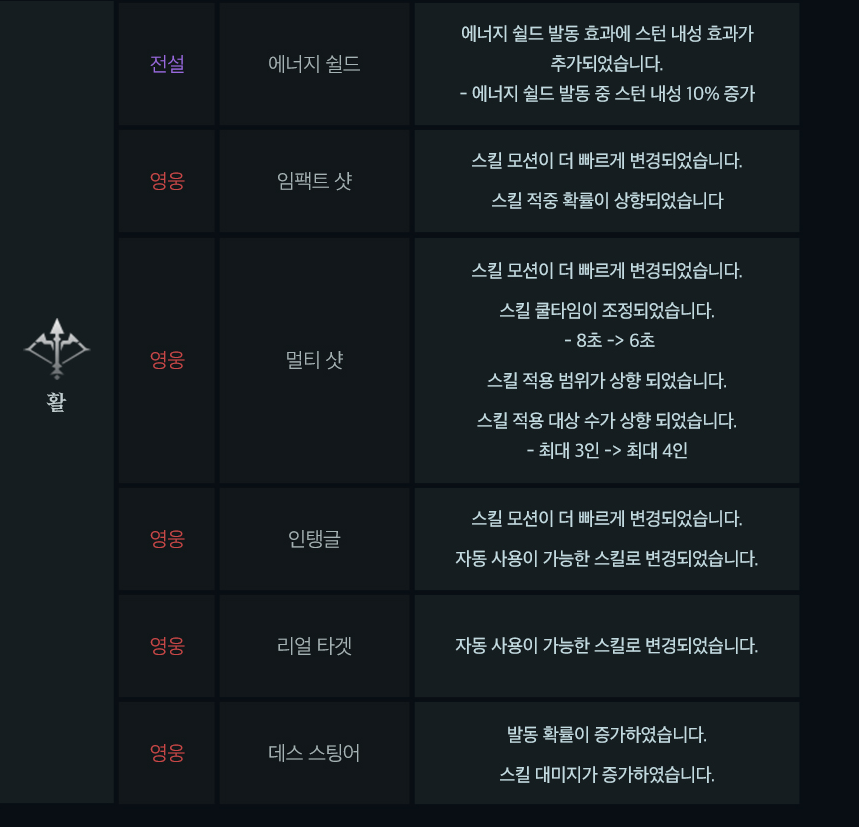 전설
에너지 쉴드
에너지 쉴드 발동 효과에 스턴 내성 효과가
추가되었습니다.
- 에너지 쉴드 발동 중 스턴 내성 10% 증가
영웅
임팩트 샷
스킬 모션이 더 빠르게 변경되었습니다.
스킬 적중 확률이 상향되었습니다
활
영웅
멀티 샷
스킬 모션이 더 빠르게 변경되었습니다.
스킬 쿨타임이 조정되었습니다.
- 8초 -> 6초
스킬 적용 범위가 상향 되었습니다.
스킬 적용 대상 수가 상향 되었습니다.
- 최대 3인 -> 최대 4인
영웅
인탱글
스킬 모션이 더 빠르게 변경되었습니다.
자동 사용이 가능한 스킬로 변경되었습니다.
영웅
리얼 타겟
자동 사용이 가능한 스킬로 변경되었습니다.
영웅
데스 스팅어
발동 확률이 증가하였습니다.
스킬 대미지가 증가하였습니다.